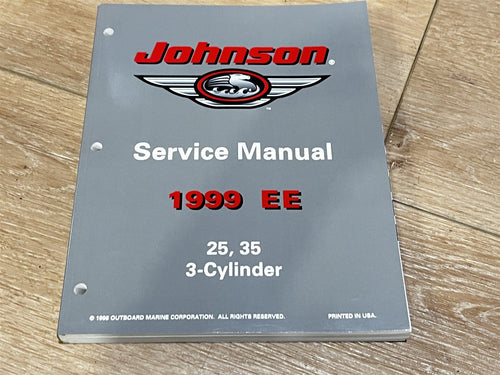 Johnson®
™
Service Manual
1999 EE
25, 35
3-Cylinder
© 1998 OUTBOARD MARINE CORPORATION. ALL RIGHTS RESERVED. PRINTED IN USA.